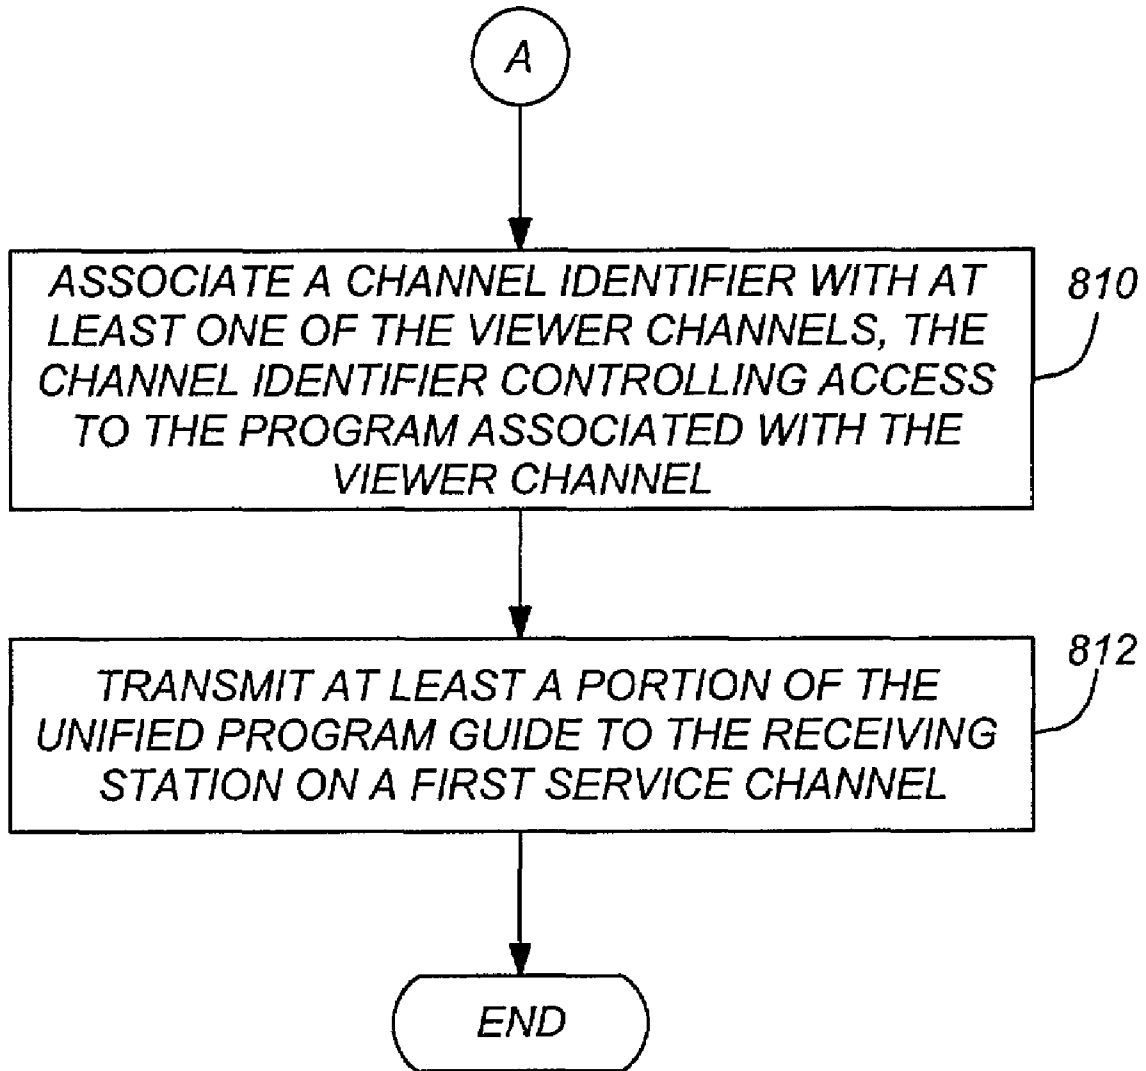 A
ASSOCIATE A CHANNEL IDENTIFIER WITH AT
LEAST ONE OF THE VIEWER CHANNELS, THE
CHANNEL IDENTIFIER CONTROLLING ACCESS
TO THE PROGRAM ASSOCIATED WITH THE
VIEWER CHANNEL
810
TRANSMIT AT LEAST A PORTION OF THE
UNIFIED PROGRAM GUIDE TO THE RECEIVING
STATION ON A FIRST SERVICE CHANNEL
812
END